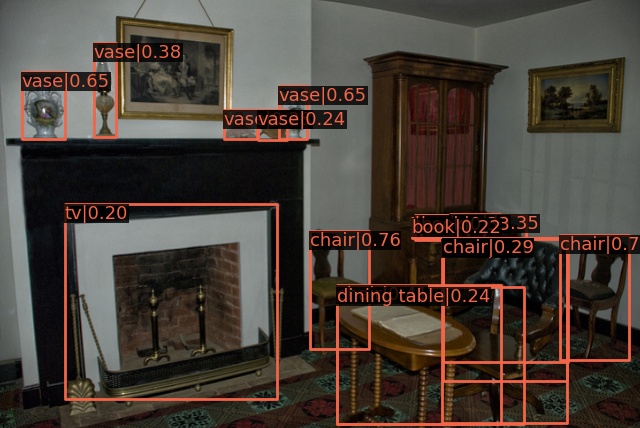 vase|0.38
vase|0.65
vase|0.65
vas
vase|0.24
tv|0.20
3.35
book|0.22
chair|0.76
chair|0.29
chair|0.7
dining table|0.24